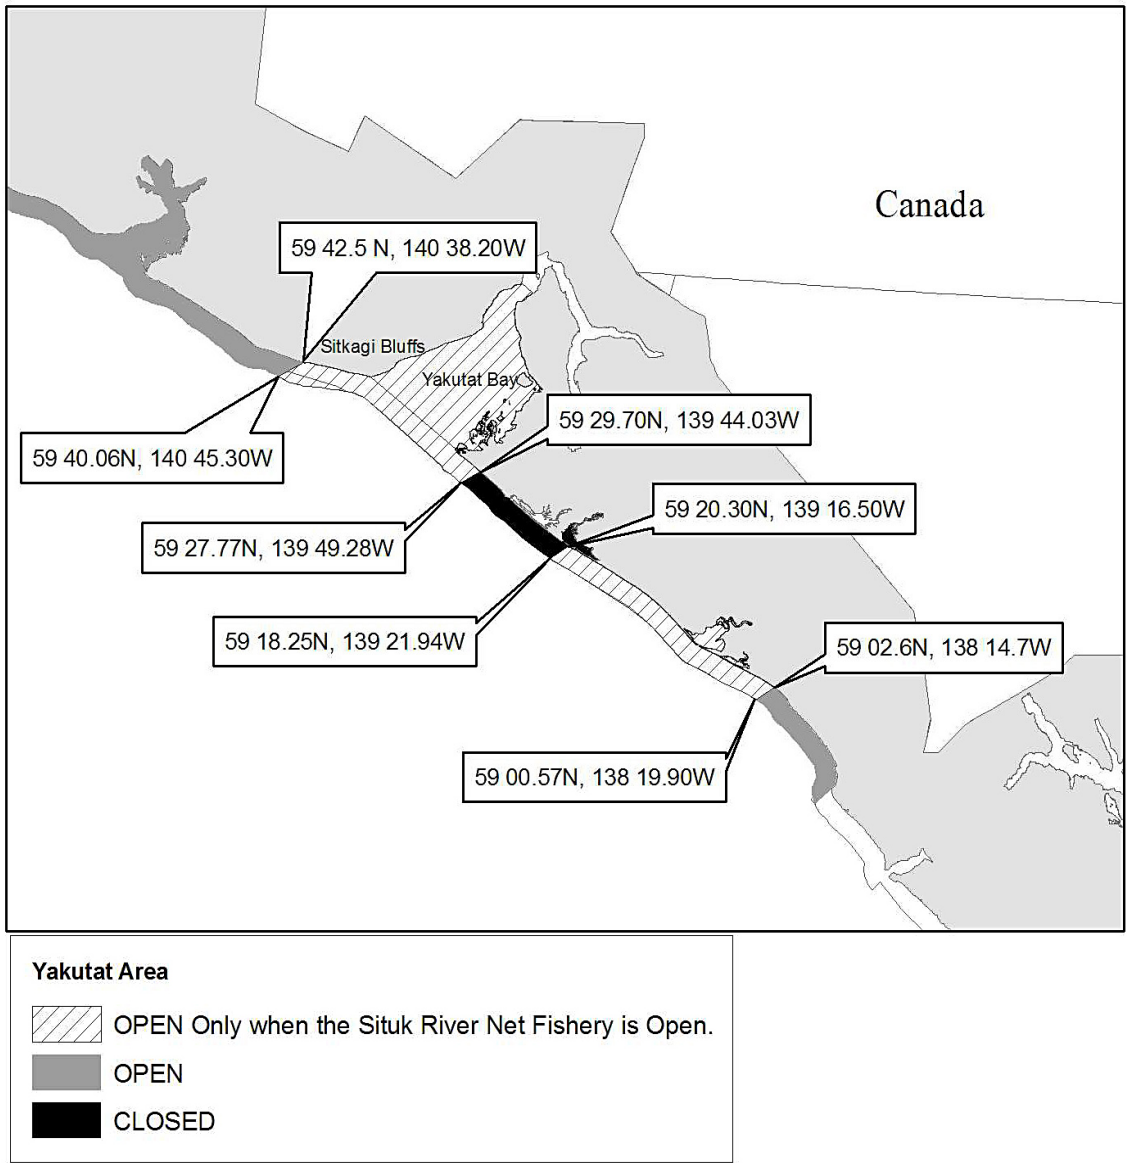 Canada
59 42.5 N, 140 38.20W
Sitkagi Bluffs
Yakutat Bay
59 29.70N, 139 44.03W
59 40.06N, 140 45.30W
59 20.30N, 139 16.50W
59 27.77N, 139 49.28W
59 18.25N, 139 21.94W
59 02.6N, 138 14.7W
59 00.57N, 138 19.90W
Yakutat Area
OPEN Only when the Situk River Net Fishery is Open.
OPEN
CLOSED